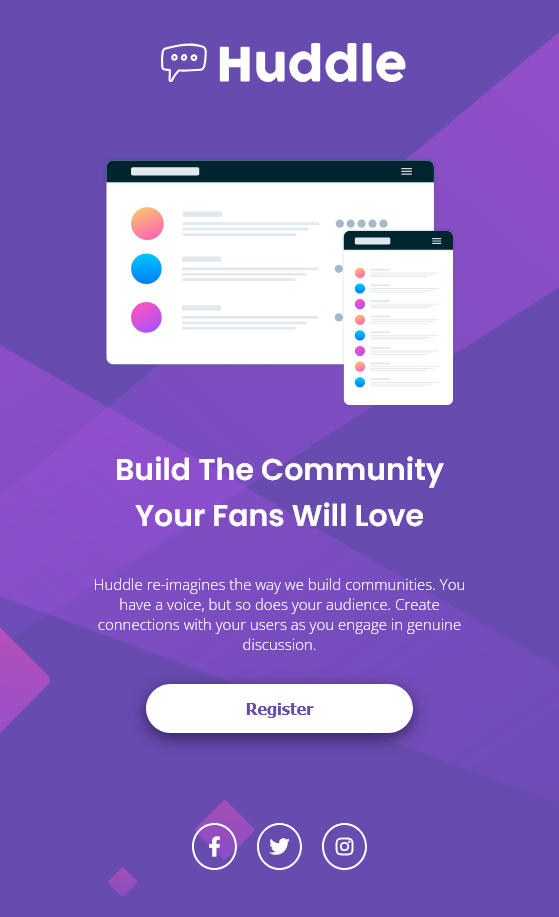 Huddle
Build The Community
Your Fans Will Love
Huddle re-imagines the way we build communities. You
have a voice, but so does your audience. Create
connections with your users as you engage in genuine
discussion.
Register